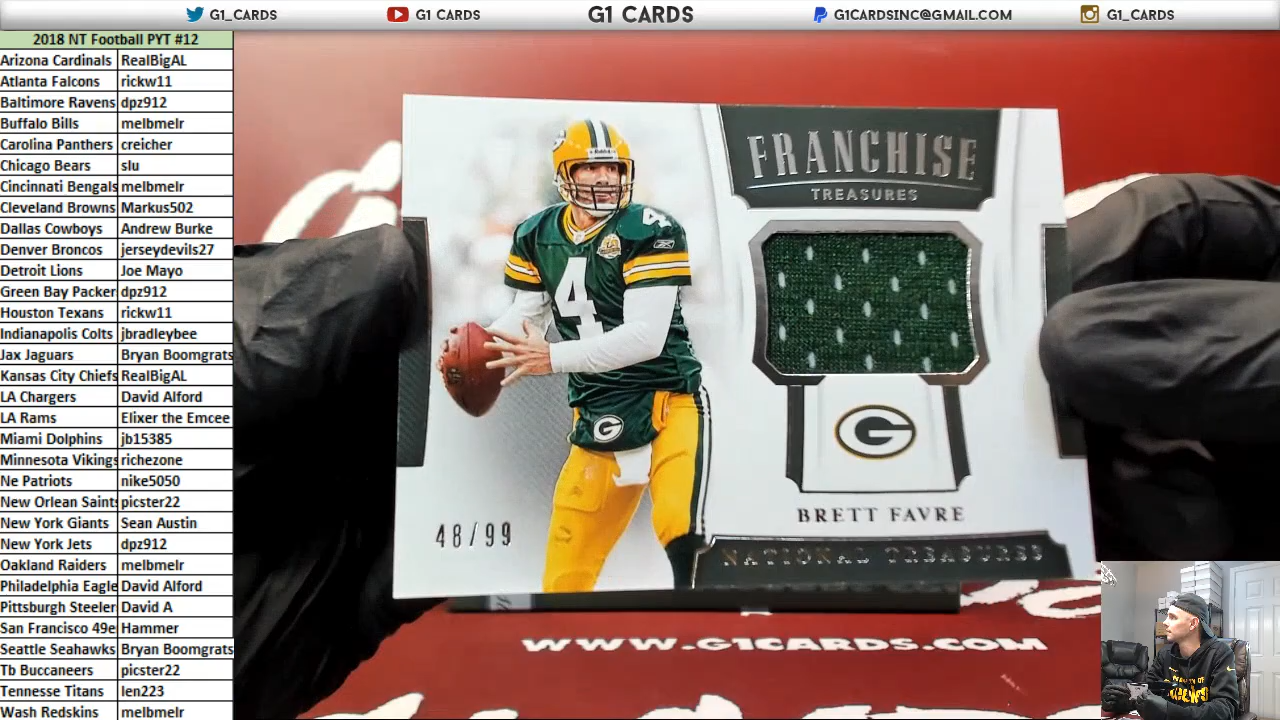 G1_CARDS
G1 CARDS
G1 CARDS
G1CARDSINC@GMAIL.COM
G1_CARDS
2018 NT Football PYT #12
Arizona Cardinals RealBigAL
Atlanta Falcons rickw11
Baltimore Ravens dpz912
Buffalo Bills melbmelr
Carolina Panthers creicher
Chicago Bears slu
Cincinnati Bengals melbmelr
Cleveland Browns Markus502
Dallas Cowboys Andrew Burke
Denver Broncos jerseydevils27
Detroit Lions Joe Mayo
Green Bay Packer dpz912
Houston Texans rickw11
Indianapolis Colts jbradleybee
Jax Jaguars Bryan Boomgrats
Kansas City Chiefs RealBigAL
LA Chargers David Alford
LA Rams Elixer the Emcee
Miami Dolphins jb15385
Minnesota Vikings richezone
Ne Patriots nike5050
New Orlean Saints picster22
New York Giants Sean Austin
New York Jets dpz912
Oakland Raiders melbmelr
Philadelphia Eagle David Alford
Pittsburgh Steeler David A
San Francisco 49e Hammer
Seattle Seahawks Bryan Boomgrats
Tb Buccaneers picster22
Tennesse Titans len223
Wash Redskins melbmelr
FRANCHISE
TREASURES
4
4
G
G
BRETT FAVRE
48/99
NATIONAL TREASURES
WWW.G1CARDS.COM